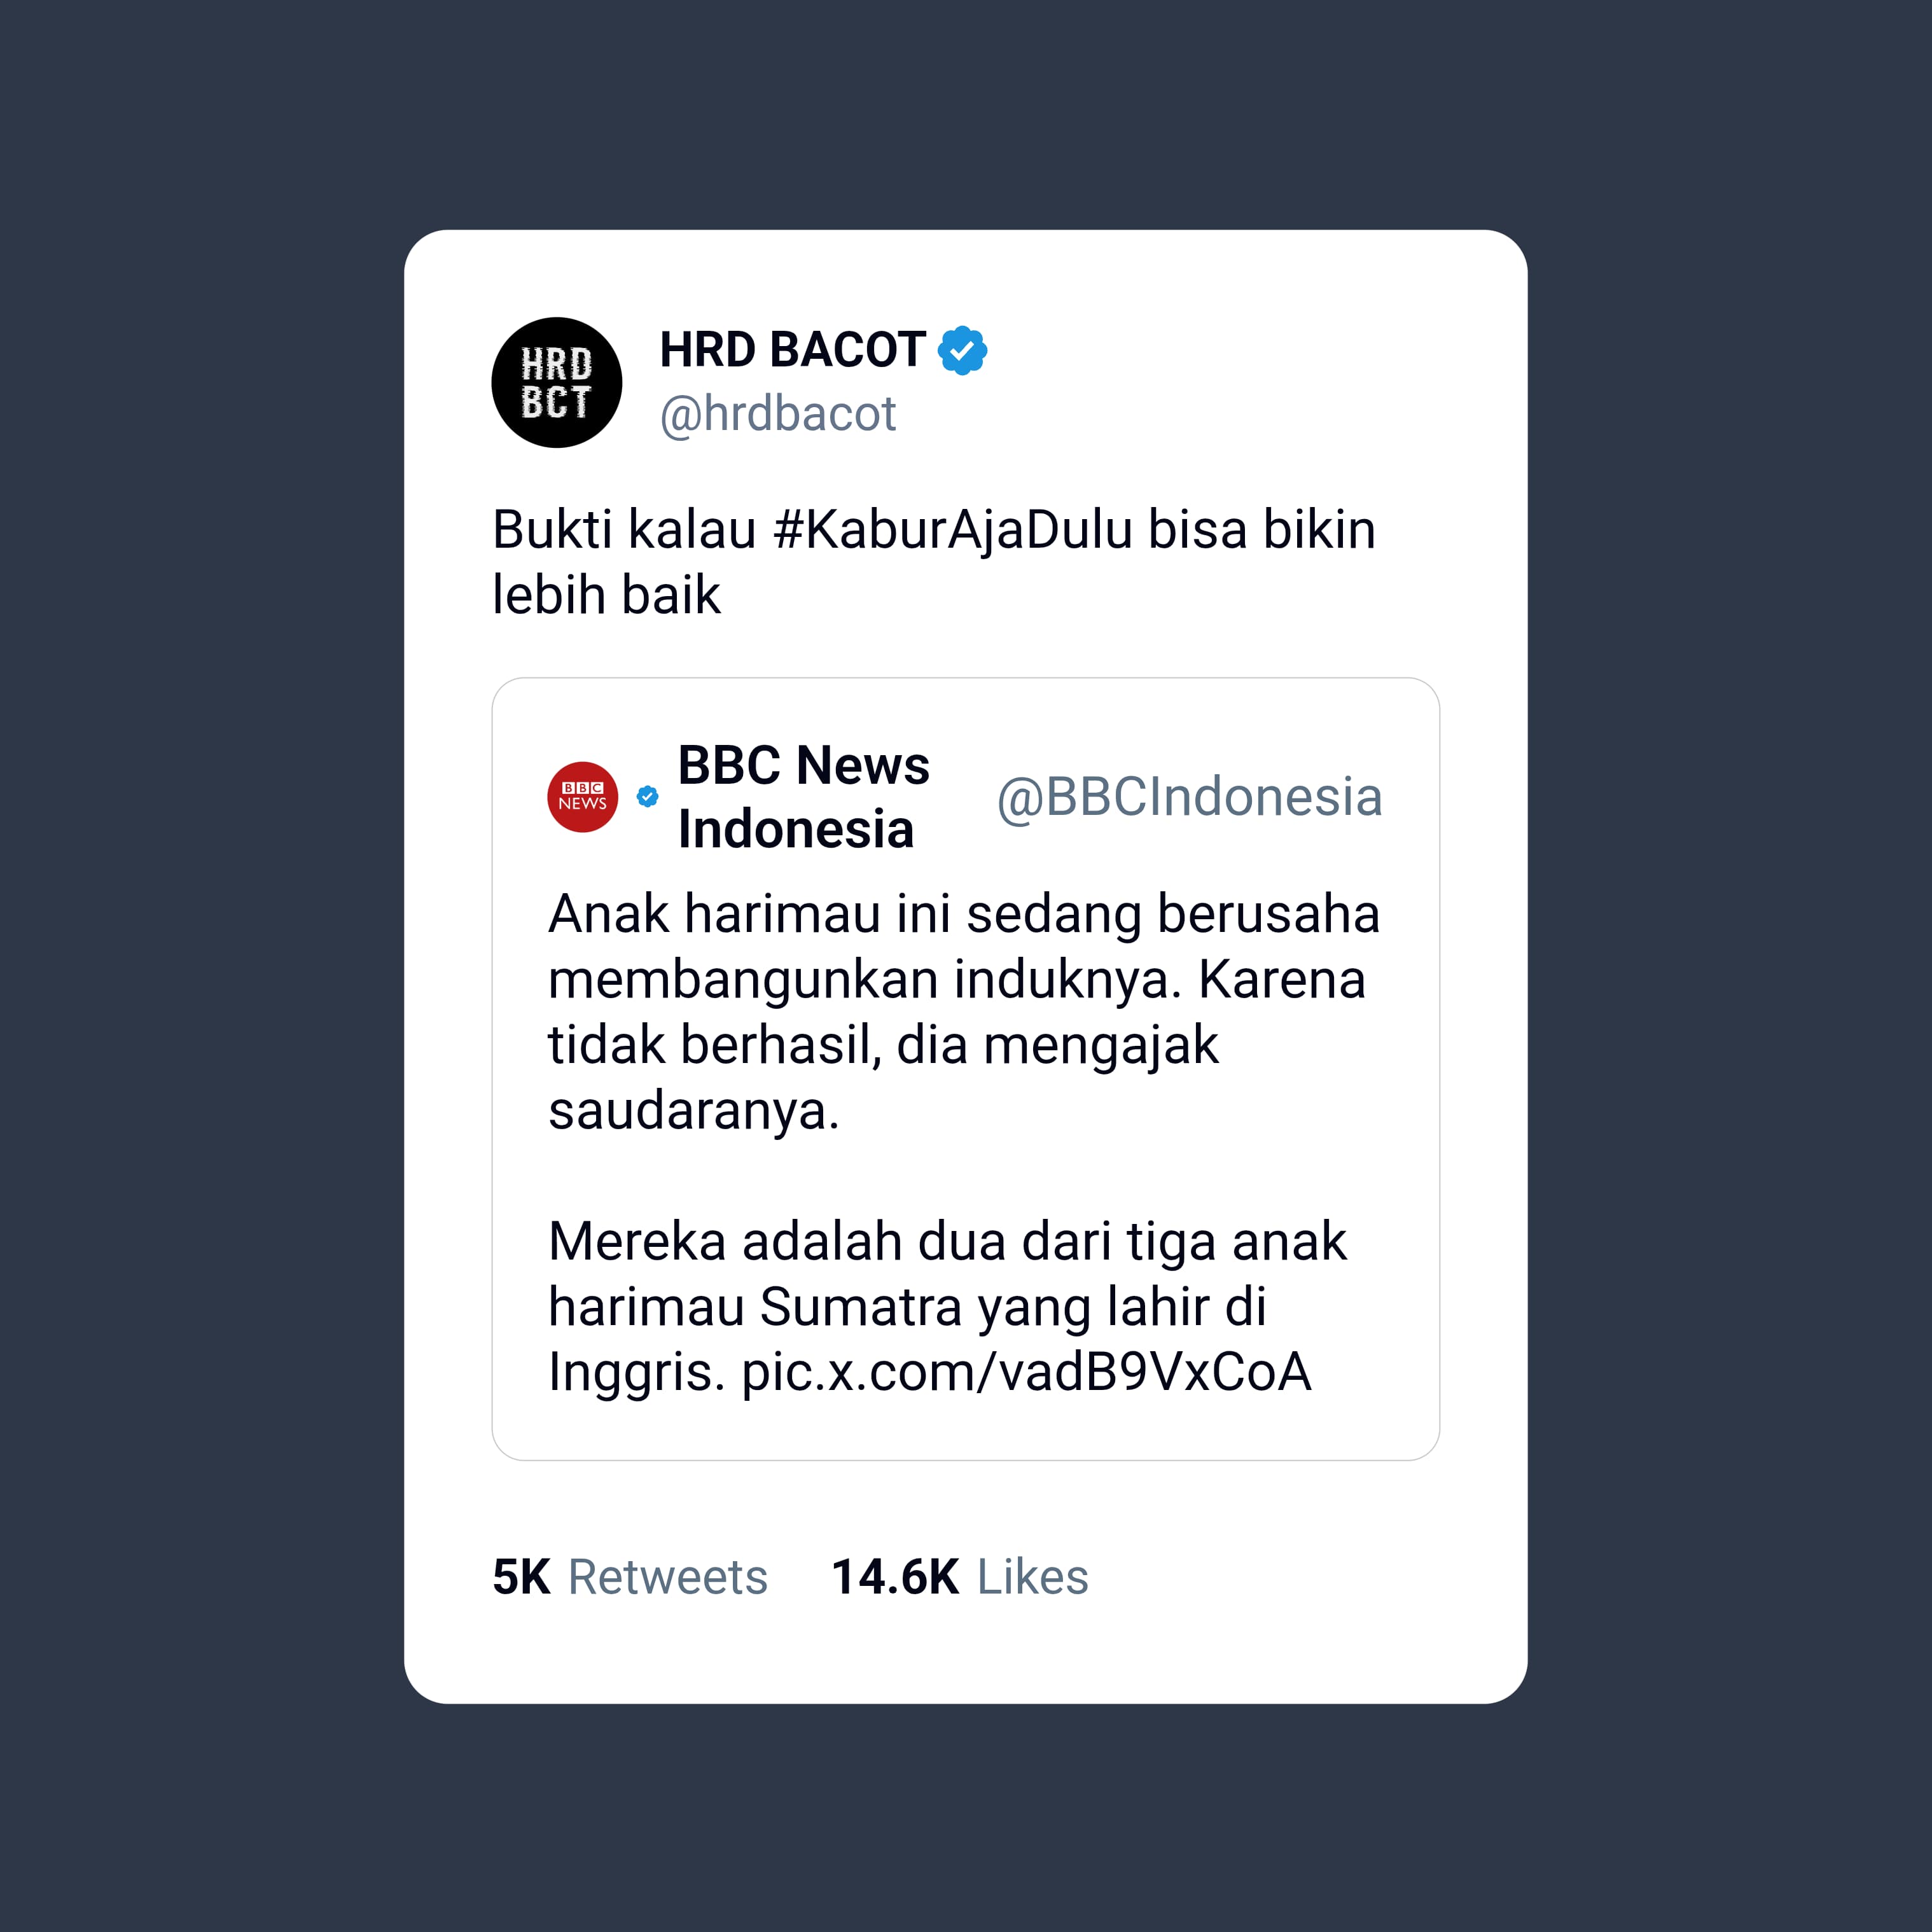 HRD
BCT
HRD BACOT
@hrdbacot
Bukti kalau #KaburAjaDulu bisa bikin
lebih baik
BBC
NEWS
BBC News
Indonesia
@BBCIndonesia
Anak harimau ini sedang berusaha
membangunkan induknya. Karena
tidak berhasil, dia mengajak
saudaranya.
Mereka adalah dua dari tiga anak
harimau Sumatra yang lahir di
Inggris. pic.x.com/vadB9VxCoA
5K Retweets 14.6K Likes